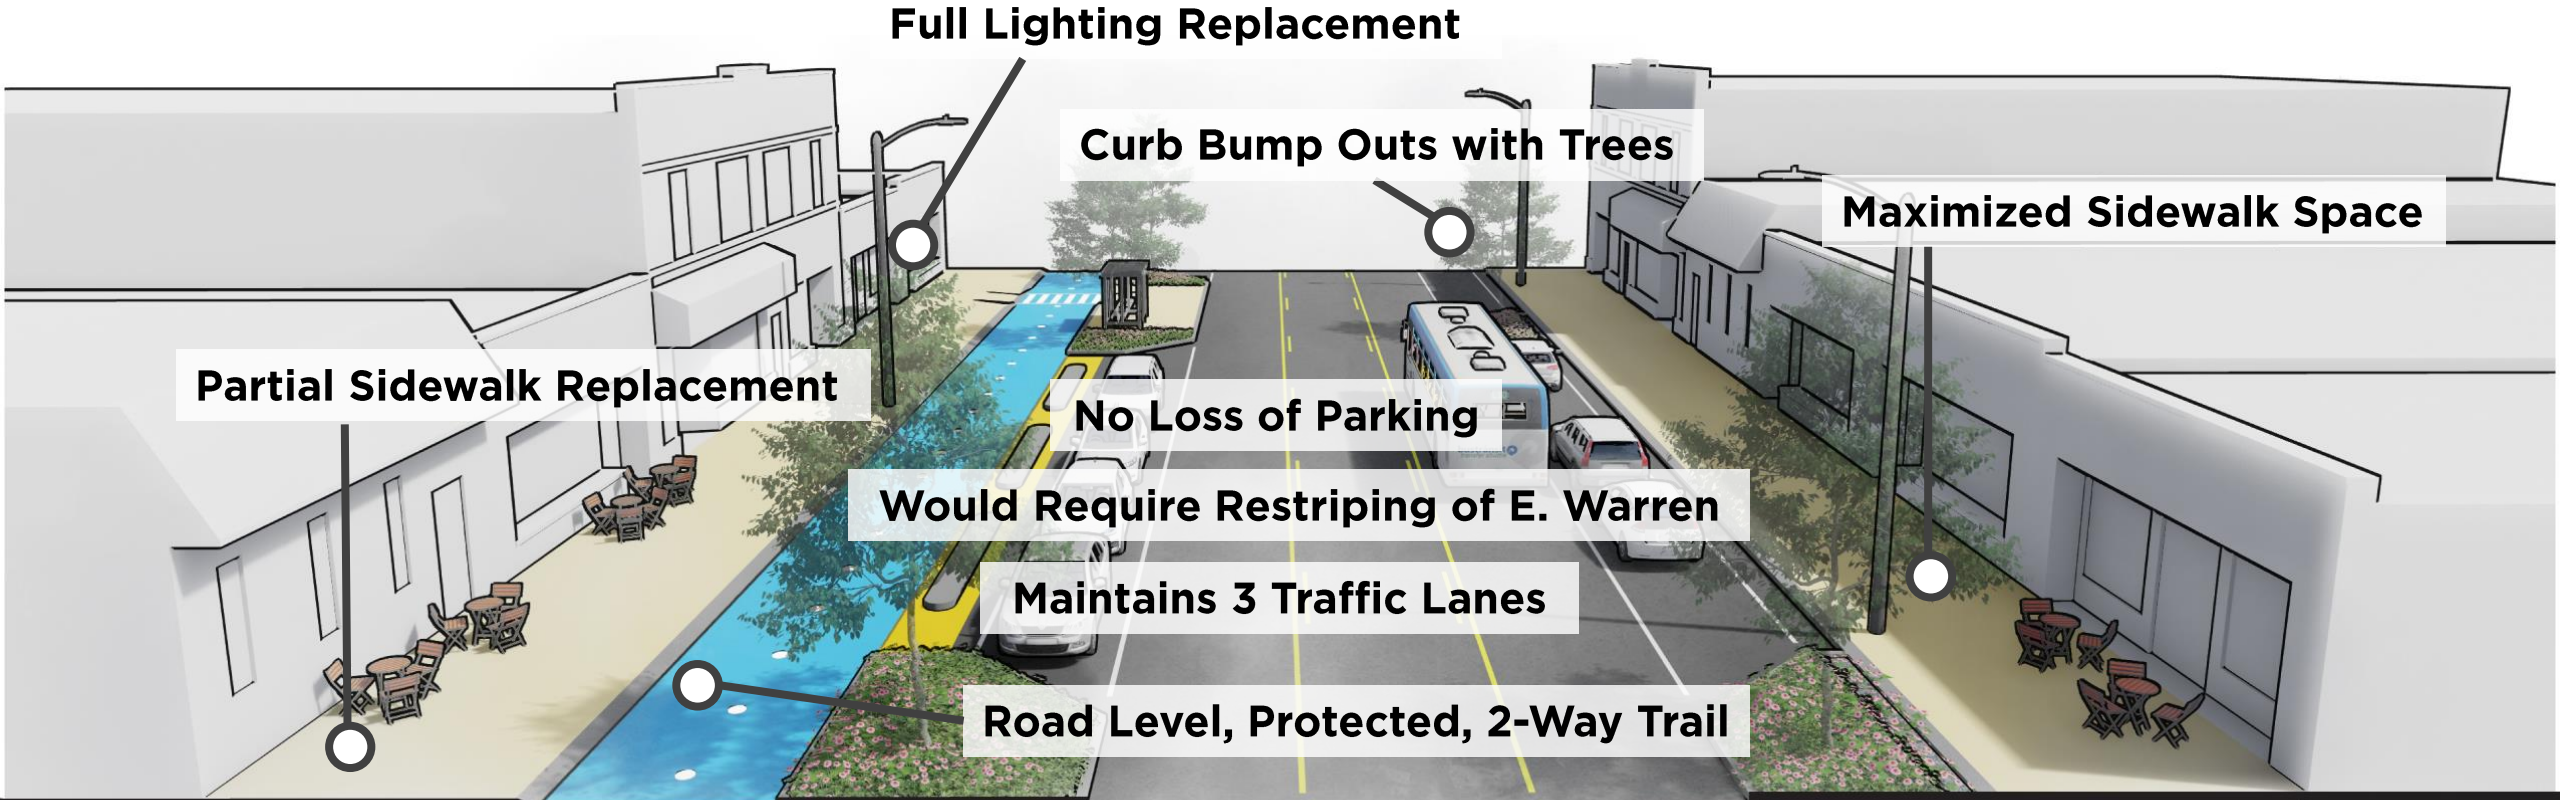 Full Lighting Replacement
Curb Bump Outs with Trees
Maximized Sidewalk Space
Partial Sidewalk Replacement
No Loss of Parking
Would Require Restriping of E. Warren
Maintains 3 Traffic Lanes
Road Level, Protected, 2-Way Trail